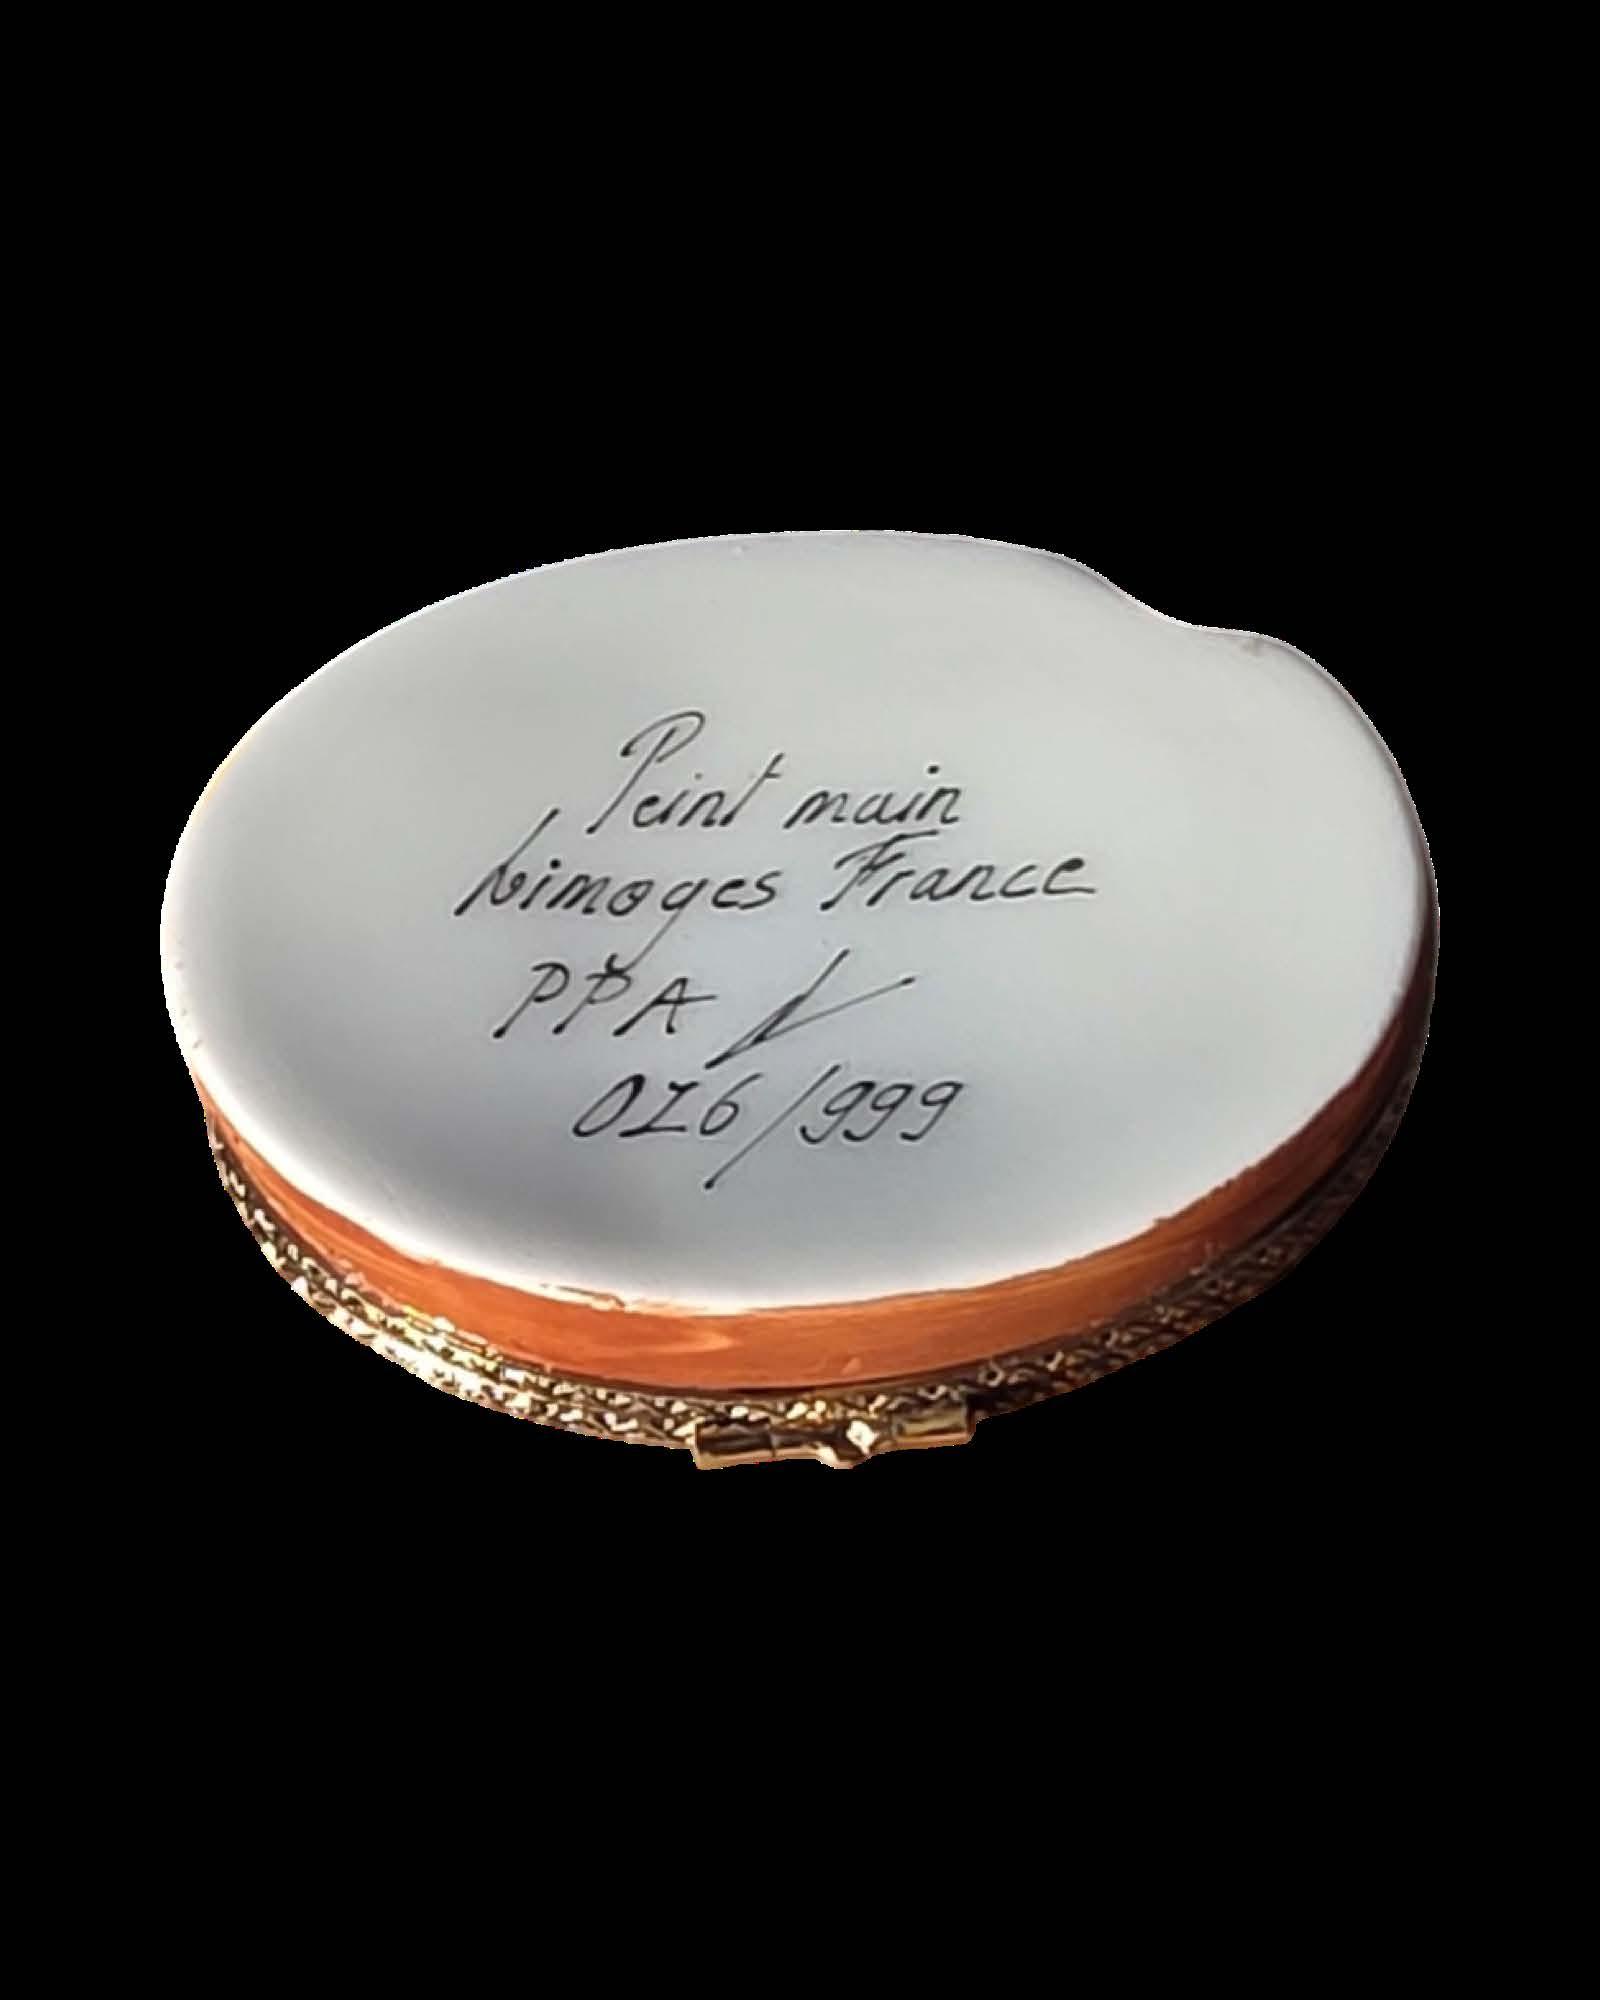 Peint main
Limoges France
PPA
026/999